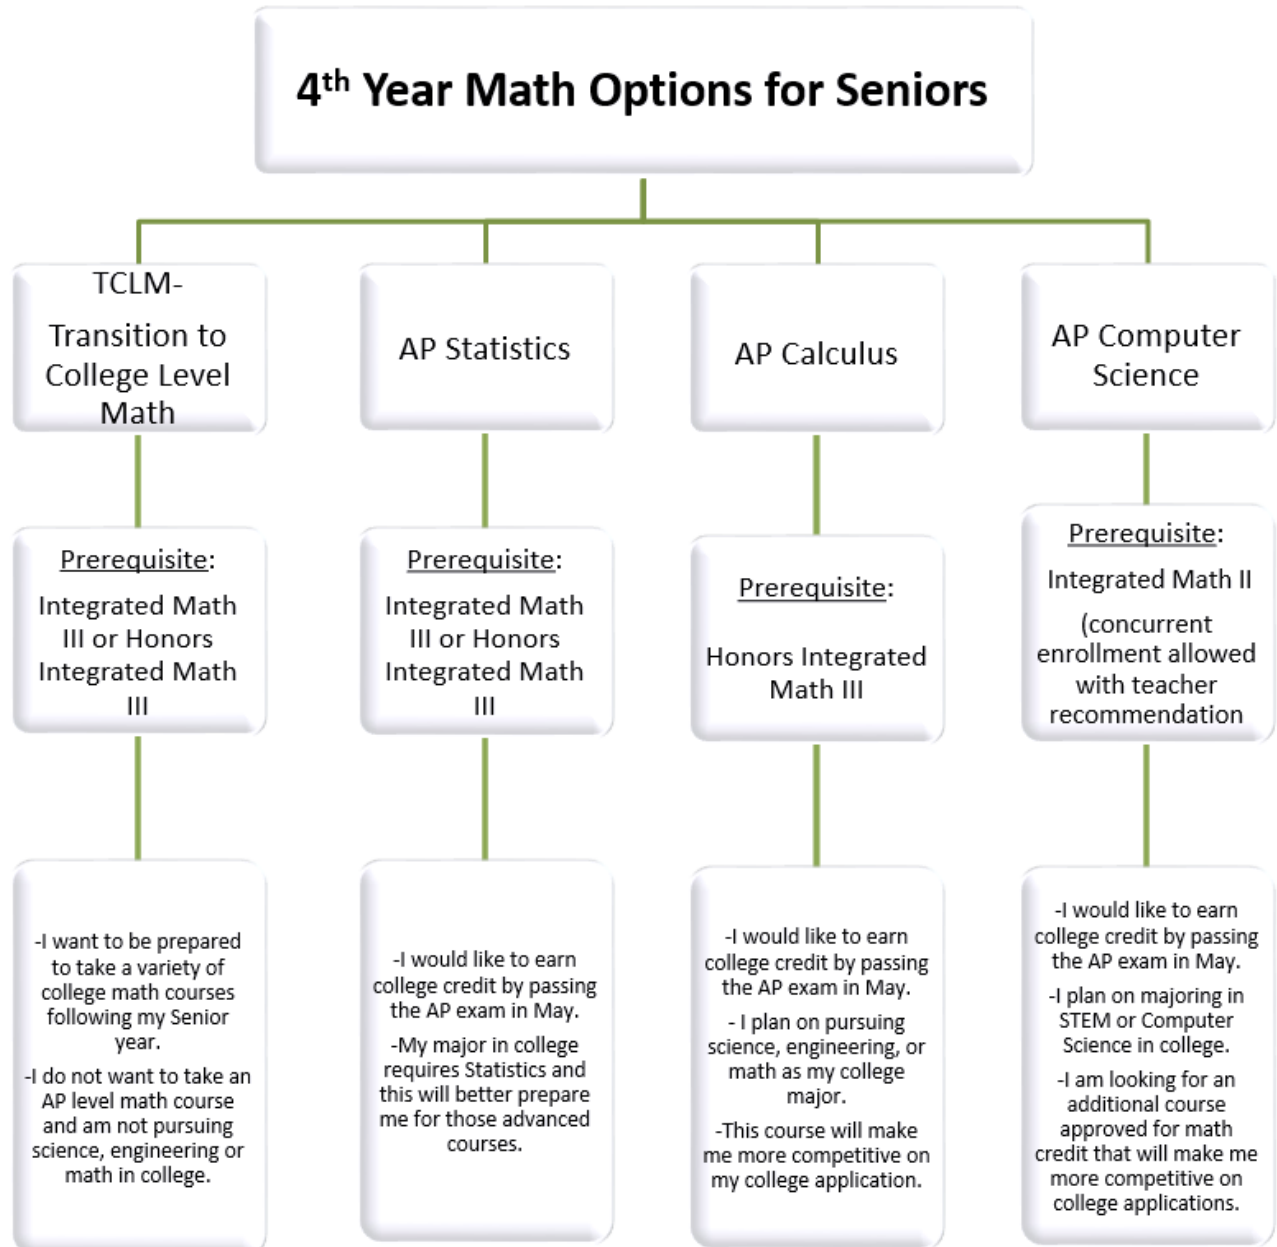 4th Year Math Options for Seniors
TCLM-
Transition to
College Level
Math
AP Statistics
AP Calculus
AP Computer
Science
Prerequisite:
Integrated Math
III or Honors
Integrated Math
III
Prerequisite:
Integrated Math
III or Honors
Integrated Math
III
Prerequisite:
Honors Integrated
Math III
Prerequisite:
Integrated Math II
(concurrent
enrollment allowed
with teacher
recommendation
-I want to be prepared
to take a variety of
college math courses
following my Senior
year.
-I do not want to take an
AP level math course
and am not pursuing
science, engineering or
math in college.
-I would like to earn
college credit by passing
the AP exam in May.
-My major in college
requires Statistics and
this will better prepare
me for those advanced
courses.
-I would like to earn
college credit by passing
the AP exam in May.
- I plan on pursuing
science, engineering, or
math as my college
major.
-This course will make
me more competitive on
my college application.
-I would like to earn
college credit by passing
the AP exam in May.
-I plan on majoring in
STEM or Computer
Science in college.
-I am looking for an
additional course
approved for math
credit that will make me
more competitive on
college applications.